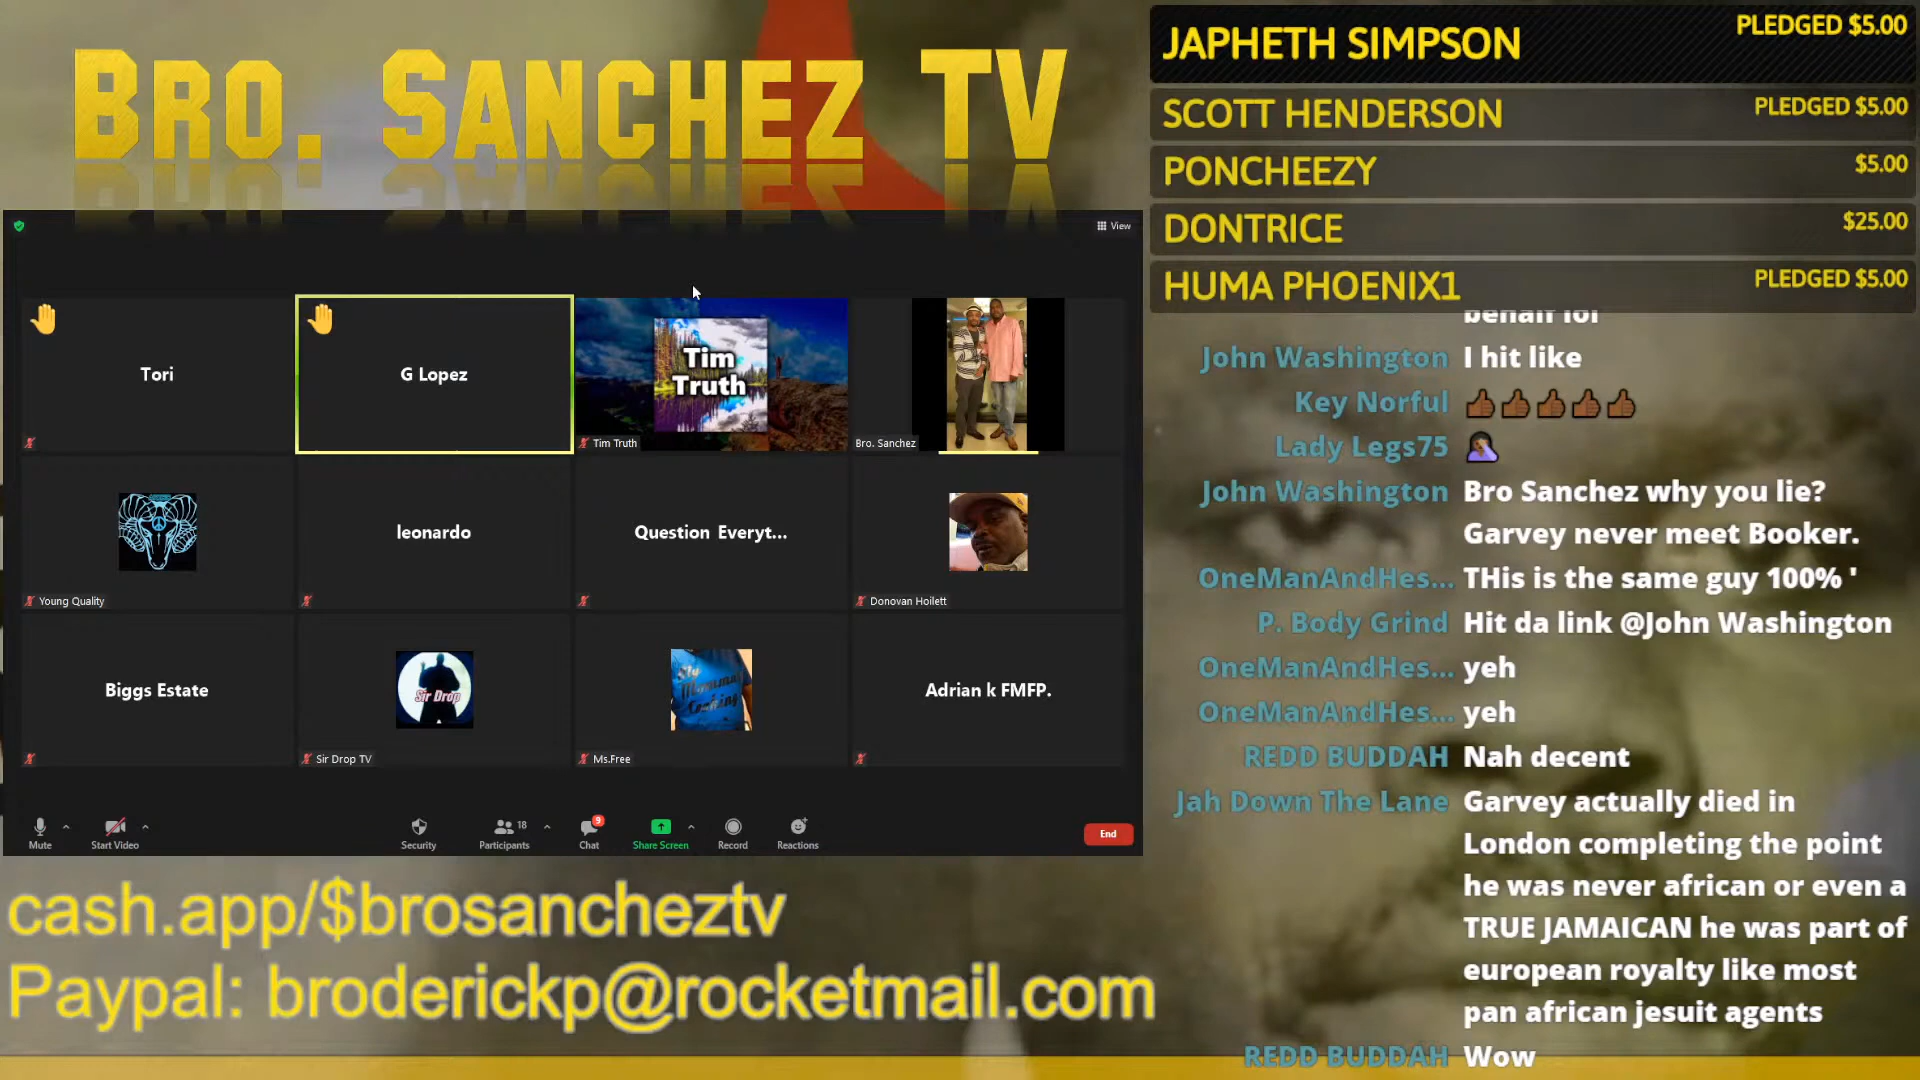 BRO. SANCHEZ TV
JAPHETH SIMPSON
PLEDGED $5.00
SCOTT HENDERSON
PLEDGED $5.00
PONCHEEZY
$5.00
DONTRICE
$25.00
HUMA PHOENIX1
PLEDGED $5.00
View
Tori
G Lopez
Tim
Truth
Tim Truth
Bro. Sanchez
Young Quality
leonardo
Question Everyt...
Donovan Hoilett
Biggs Estate
Sir Drop
Sir Drop TV
Ms.Free
Adrian k FMFP.
Mute
Start Video
Security
18
Participants
9
Chat
Share Screen
Record
Reactions
End
behalf lol
John Washington I hit like
Key Norful
Lady Legs75
John Washington Bro Sanchez why you lie?
Garvey never meet Booker.
OneManAndHes... THis is the same guy 100% '
P. Body Grind Hit da link @John Washington
OneManAndHes... yeh
OneManAndHes... yeh
REDD BUDDAH Nah decent
Jah Down The Lane Garvey actually died in
London completing the point
he was never african or even a
TRUE JAMAICAN he was part of
european royalty like most
pan african jesuit agents
REDD BUDDAH Wow
cash.app/$brosancheztv
Paypal: broderickp@rocketmail.com